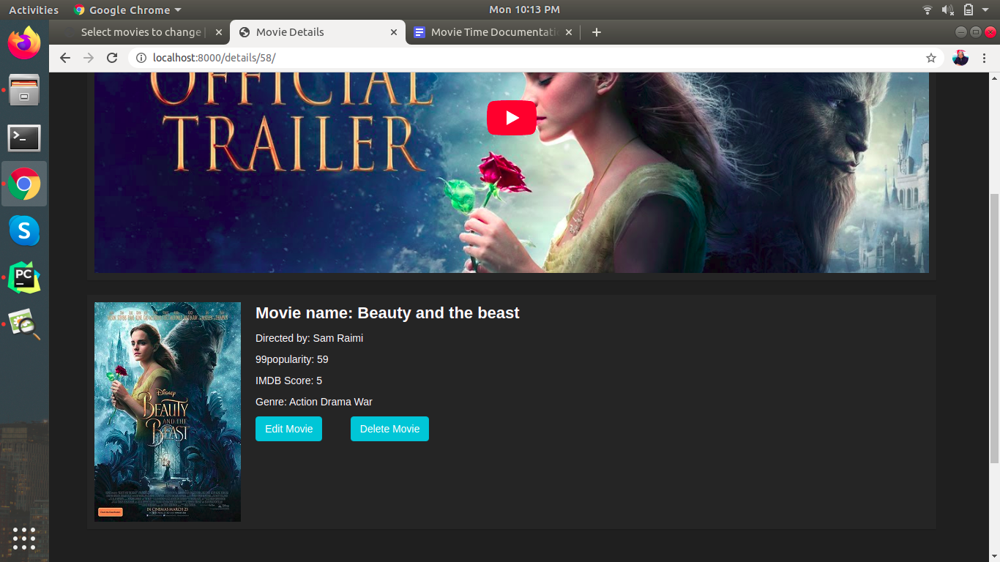 Activities Google Chrome Mon 10:13 PM
Select movies to change | Movie Details Movie Time Documentati
localhost:8000/details/58/
OFFICIAL
TRAILER
Movie name: Beauty and the beast
Directed by: Sam Raimi
99popularity: 59
IMDB Score: 5
Genre: Action Drama War
Edit Movie Delete Movie
Disney
BEAUTY
AND THE
BEAST
IN CINEMAS MARCH 23
S
PC